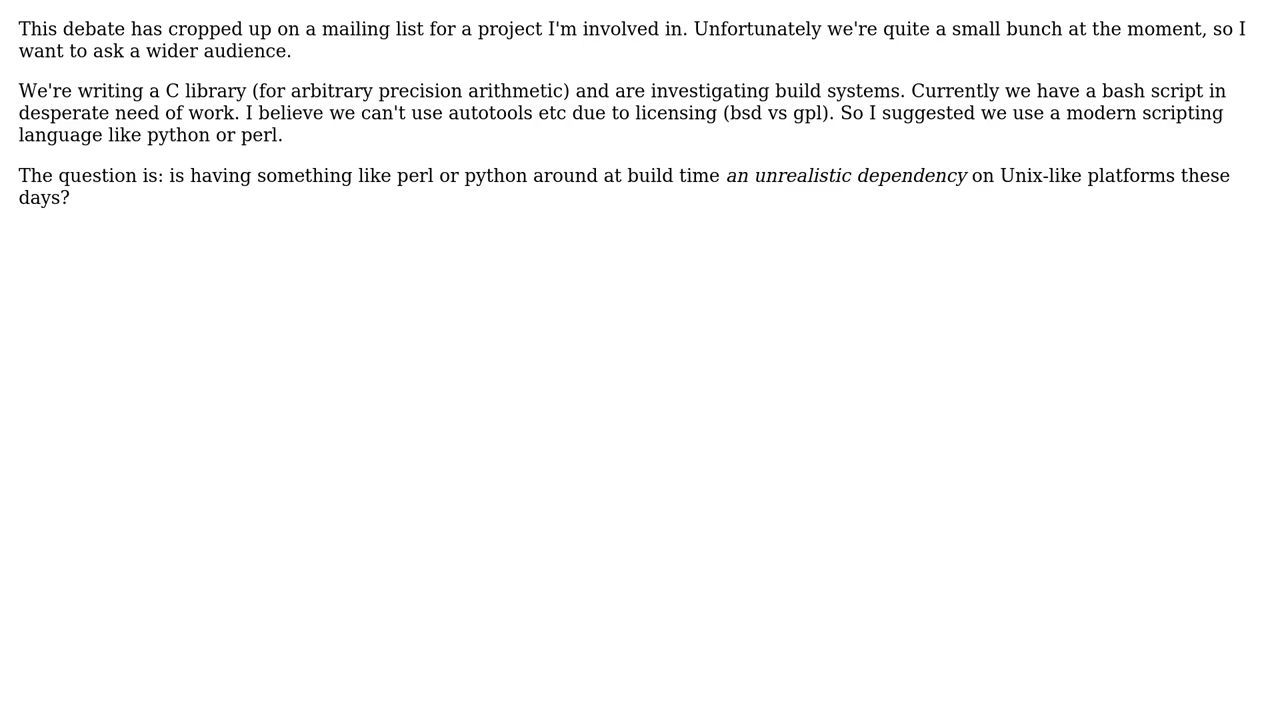 This debate has cropped up on a mailing list for a project I'm involved in. Unfortunately we're quite a small bunch at the moment, so I
want to ask a wider audience.
We're writing a C library (for arbitrary precision arithmetic) and are investigating build systems. Currently we have a bash script in
desperate need of work. I believe we can't use autotools etc due to licensing (bsd vs gpl). So I suggested we use a modern scripting
language like python or perl.
The question is: is having something like perl or python around at build time an unrealistic dependency on Unix-like platforms these
days?